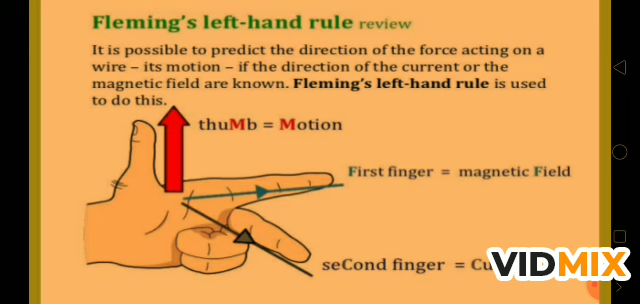 Fleming's left-hand rule review
It is possible to predict the direction of the force acting on a
wire – its motion – if the direction of the current or the
magnetic field are known. Fleming's left-hand rule is used
to do this.
thuMb = Motion
First finger = magnetic Field
seCond finger = Cu
VIDMIX